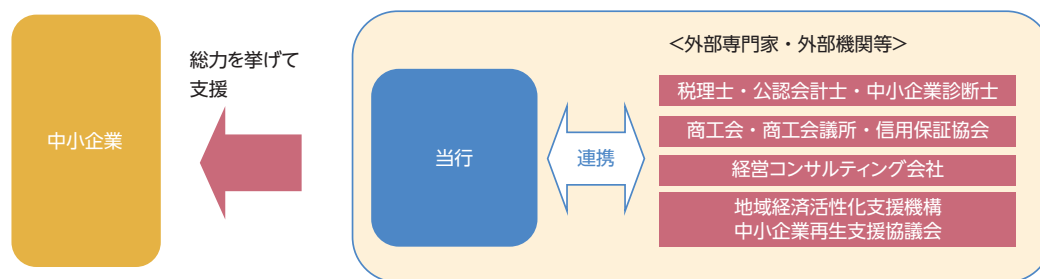 中小企業
総力を挙げて
支援
当行
連携
<外部専門家・外部機関等>
税理士・公認会計士・中小企業診断士
商工会・商工会議所・信用保証協会
経営コンサルティング会社
地域経済活性化支援機構
中小企業再生支援協議会